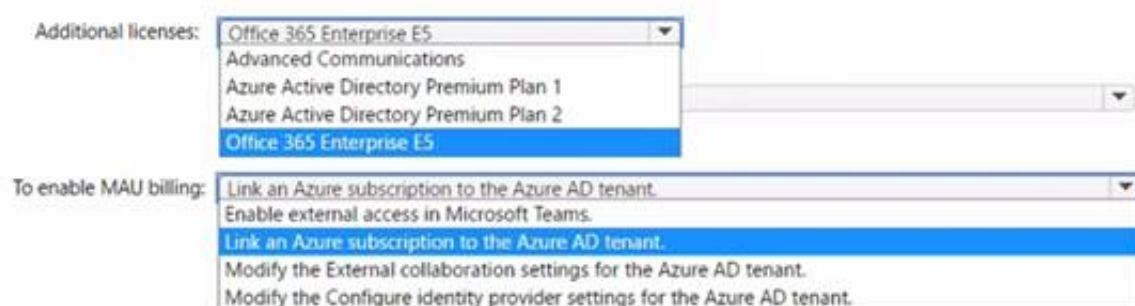 Additional licenses: Office 365 Enterprise E5
Advanced Communications
Azure Active Directory Premium Plan 1
Azure Active Directory Premium Plan 2
Office 365 Enterprise E5
To enable MAU billing: Link an Azure subscription to the Azure AD tenant.
Enable external access in Microsoft Teams.
Link an Azure subscription to the Azure AD tenant.
Modify the External collaboration settings for the Azure AD tenant.
Modify the Configure identity provider settings for the Azure AD tenant.